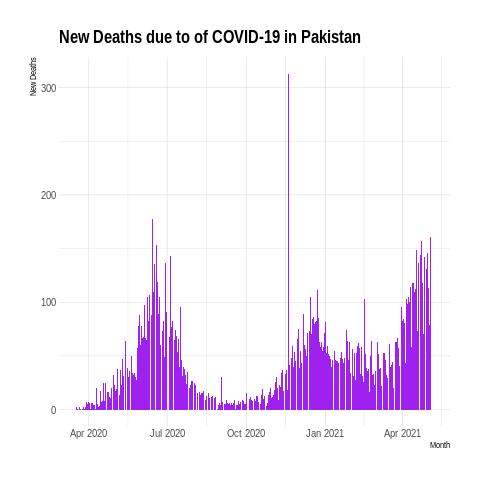 New Deaths due to of COVID-19 in Pakistan
New Deaths
300
200
100
0
Apr 2020 Jul 2020 Oct 2020 Jan 2021 Apr 2021
Month